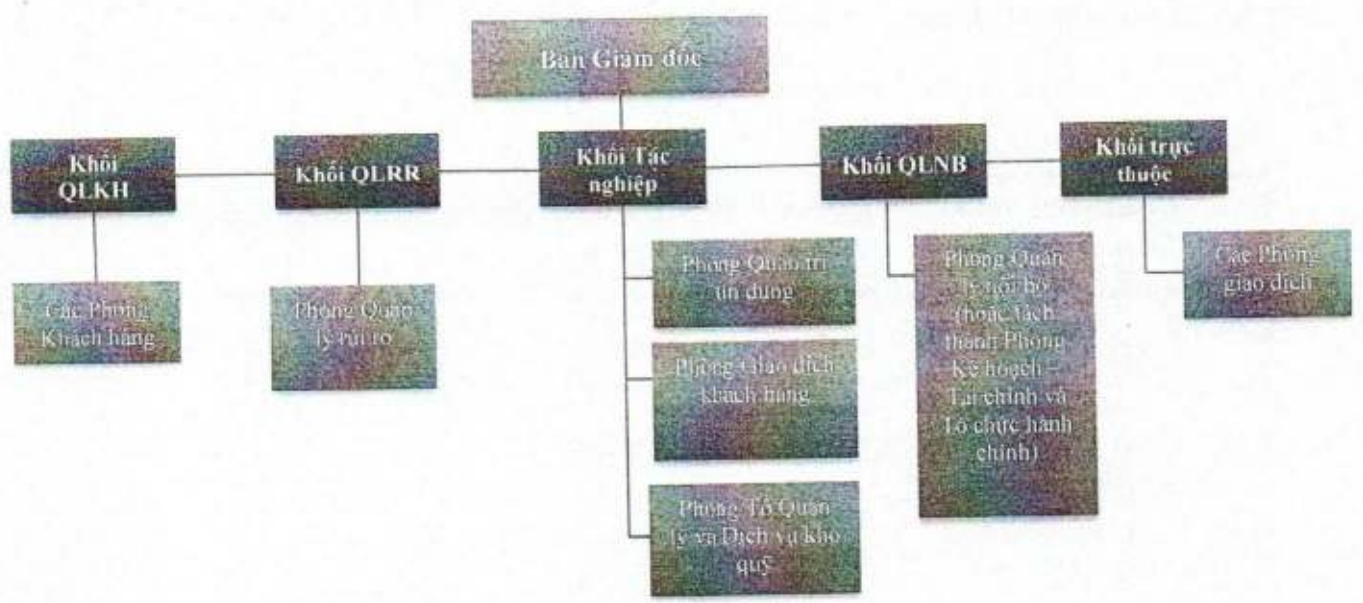 Ban Giám đốc
Khối
QLKH
Khối QLRR
Khối Tác
nghiệp
Khối QLNB
Khối trực
thuộc
Các Phòng
Khách hàng
Phòng Quản
lý rủi ro
Phòng Quản trị
tín dụng
Phòng Giao dịch
khách hàng
Phòng Tổ Quản
lý và Dịch vụ kho
quỹ
Phòng Quản
lý nội bộ
(hoặc tách
thành Phòng
Kế hoạch –
Tài chính và
Tổ chức hành
chính)
Các Phòng
giao dịch